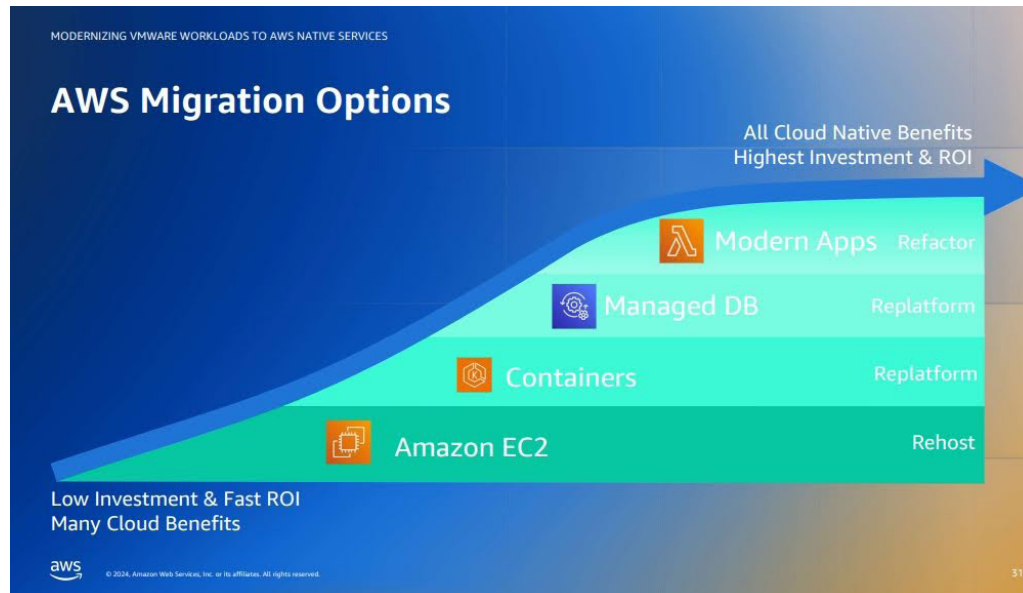 MODERNIZING VMWARE WORKLOADS TO AWS NATIVE SERVICES
AWS Migration Options
All Cloud Native Benefits
Highest Investment & ROI
Modern Apps Refactor
Managed DB Replatform
Containers Replatform
Amazon EC2 Rehost
Low Investment & Fast ROI
Many Cloud Benefits
aws © 2024, Amazon Web Services, Inc. or its affiliates. All rights reserved. 31